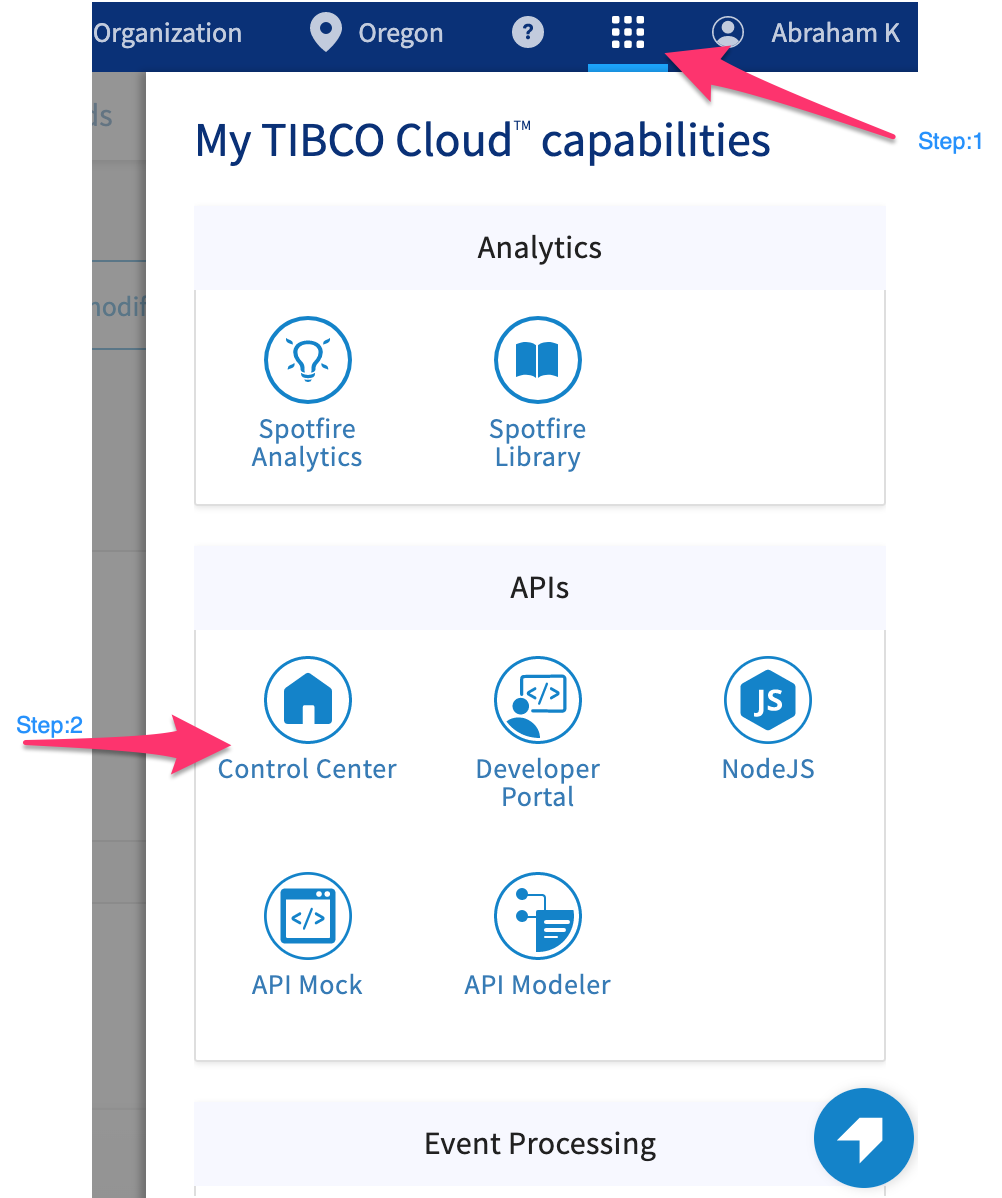 Organization
Oregon
?
Abraham K
Step:1
ds
My TIBCO Cloud™ capabilities
Analytics
modif
Spotfire
Analytics
Spotfire
Library
APIs
JS
</>
Step:2
Control Center
Developer
Portal
NodeJS
</>
API Mock
API Modeler
Event Processing